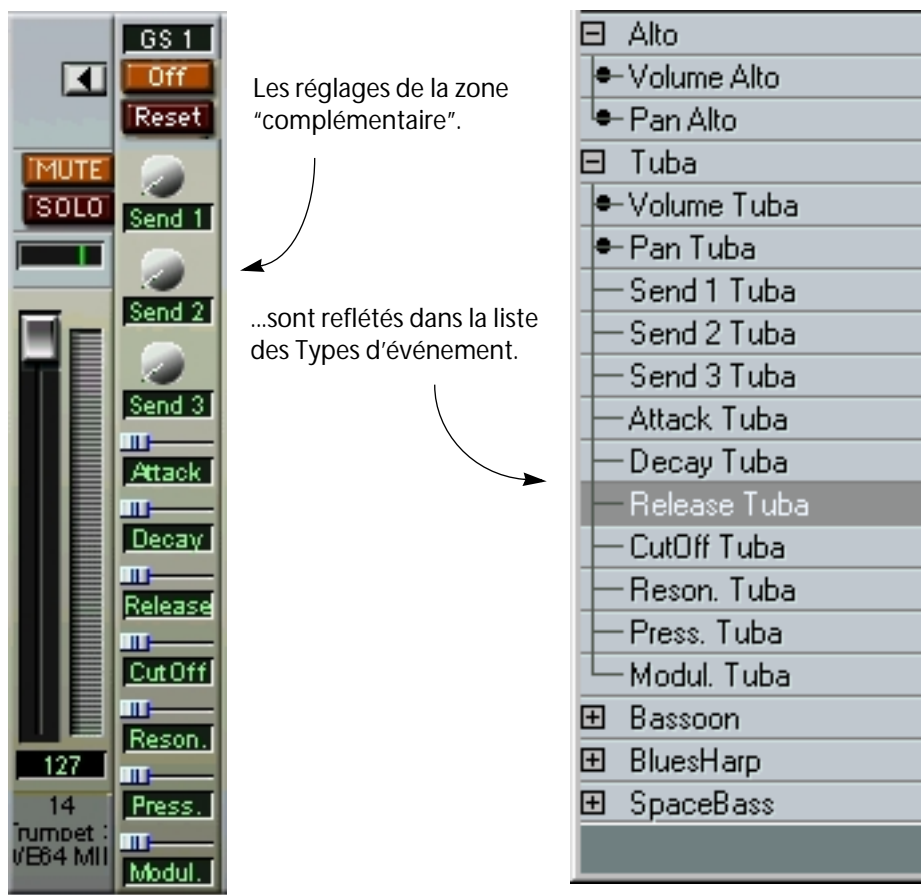 GS 1
Off
Reset
MUTE
SOLO
Send 1
Send 2
Send 3
Attack
Decay
Release
CutOff
Reson.
Press.
Modul.
127
14
Les réglages de la zone
“complémentaire”.
...sont reflétés dans la liste
des Types d’événement.
Alto
Volume Alto
Pan Alto
Tuba
Volume Tuba
Pan Tuba
Send 1 Tuba
Send 2 Tuba
Send 3 Tuba
Attack Tuba
Decay Tuba
Release Tuba
CutOff Tuba
Reson. Tuba
Press. Tuba
Modul. Tuba
Bassoon
BluesHarp
SpaceBass